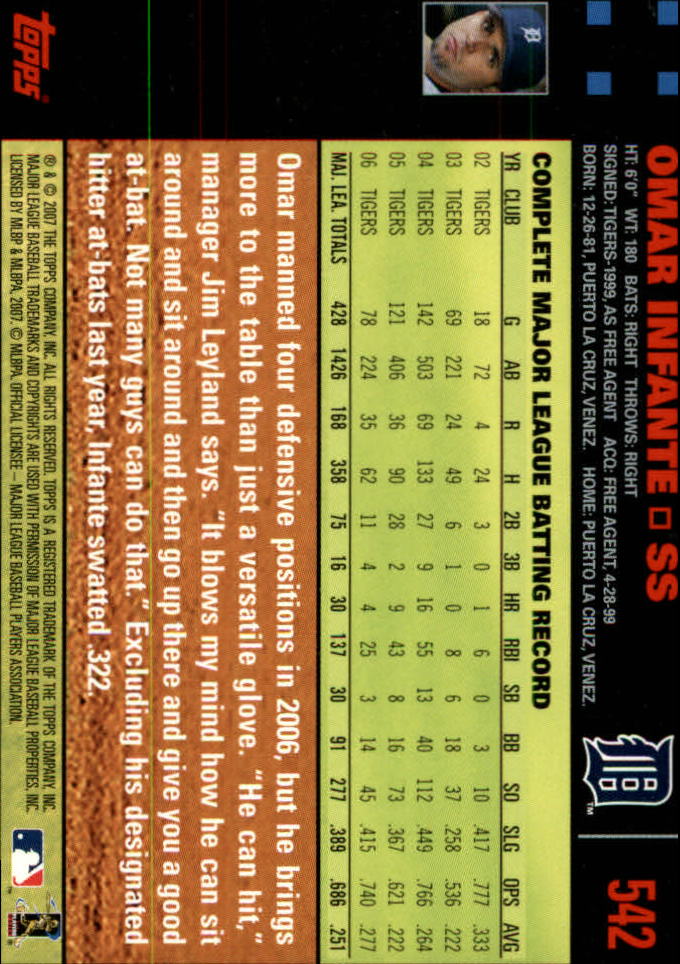 OMAR INFANTE □ SS
542
HT: 6'0" WT: 180 BATS: RIGHT THROWS: RIGHT
SIGNED: TIGERS-1999, AS FREE AGENT ACQ: FREE AGENT, 4-28-99
BORN: 12-26-81, PUERTO LA CRUZ, VENEZ. HOME: PUERTO LA CRUZ, VENEZ.
TM
COMPLETE MAJOR LEAGUE BATTING RECORD
YR CLUB G AB R H 2B 3B HR RBI SB BB SO SLG OPS AVG
02 TIGERS 18 72 4 24 3 0 1 6 0 3 10 .417 .777 .333
03 TIGERS 69 221 24 49 6 1 0 8 6 18 37 .258 .536 .222
04 TIGERS 142 503 69 133 27 9 16 55 13 40 112 .449 .766 .264
05 TIGERS 121 406 36 90 28 2 9 43 8 16 73 .367 .621 .222
06 TIGERS 78 224 35 62 11 4 4 25 3 14 45 .415 .740 .277
MAJ. LEA. TOTALS 428 1426 168 358 75 16 30 137 30 91 277 .389 .686 .251
Omar manned four defensive positions in 2006, but he brings
more to the table than just a versatile glove. "He can hit,"
manager Jim Leyland says. "It blows my mind how he can sit
around and sit around and then go up there and give you a good
at-bat. Not many guys can do that." Excluding his designated
hitter at-bats last year, Infante swatted .322.
topps
® & © 2007 THE TOPPS COMPANY, INC. ALL RIGHTS RESERVED. TOPPS IS A REGISTERED TRADEMARK OF THE TOPPS COMPANY, INC.
MAJOR LEAGUE BASEBALL TRADEMARKS AND COPYRIGHTS ARE USED WITH PERMISSION OF MAJOR LEAGUE BASEBALL PROPERTIES, INC.
LICENSED BY MLBP & MLBPA, 2007. © MLBPA, OFFICIAL LICENSEE – MAJOR LEAGUE BASEBALL PLAYERS ASSOCIATION.